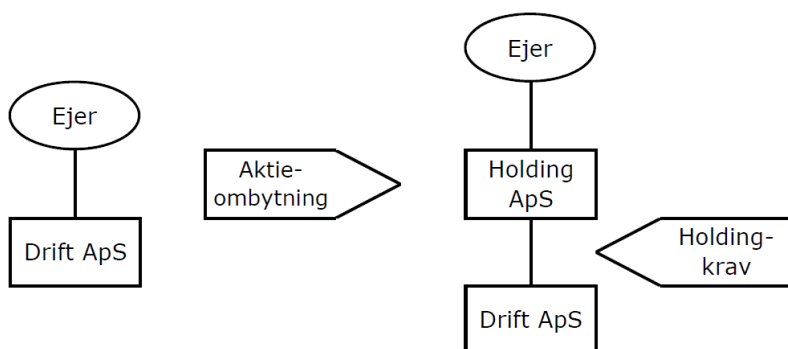 Ejer
Drift ApS
Aktie-
ombytning
Ejer
Holding
ApS
Drift ApS
Holding-
krav